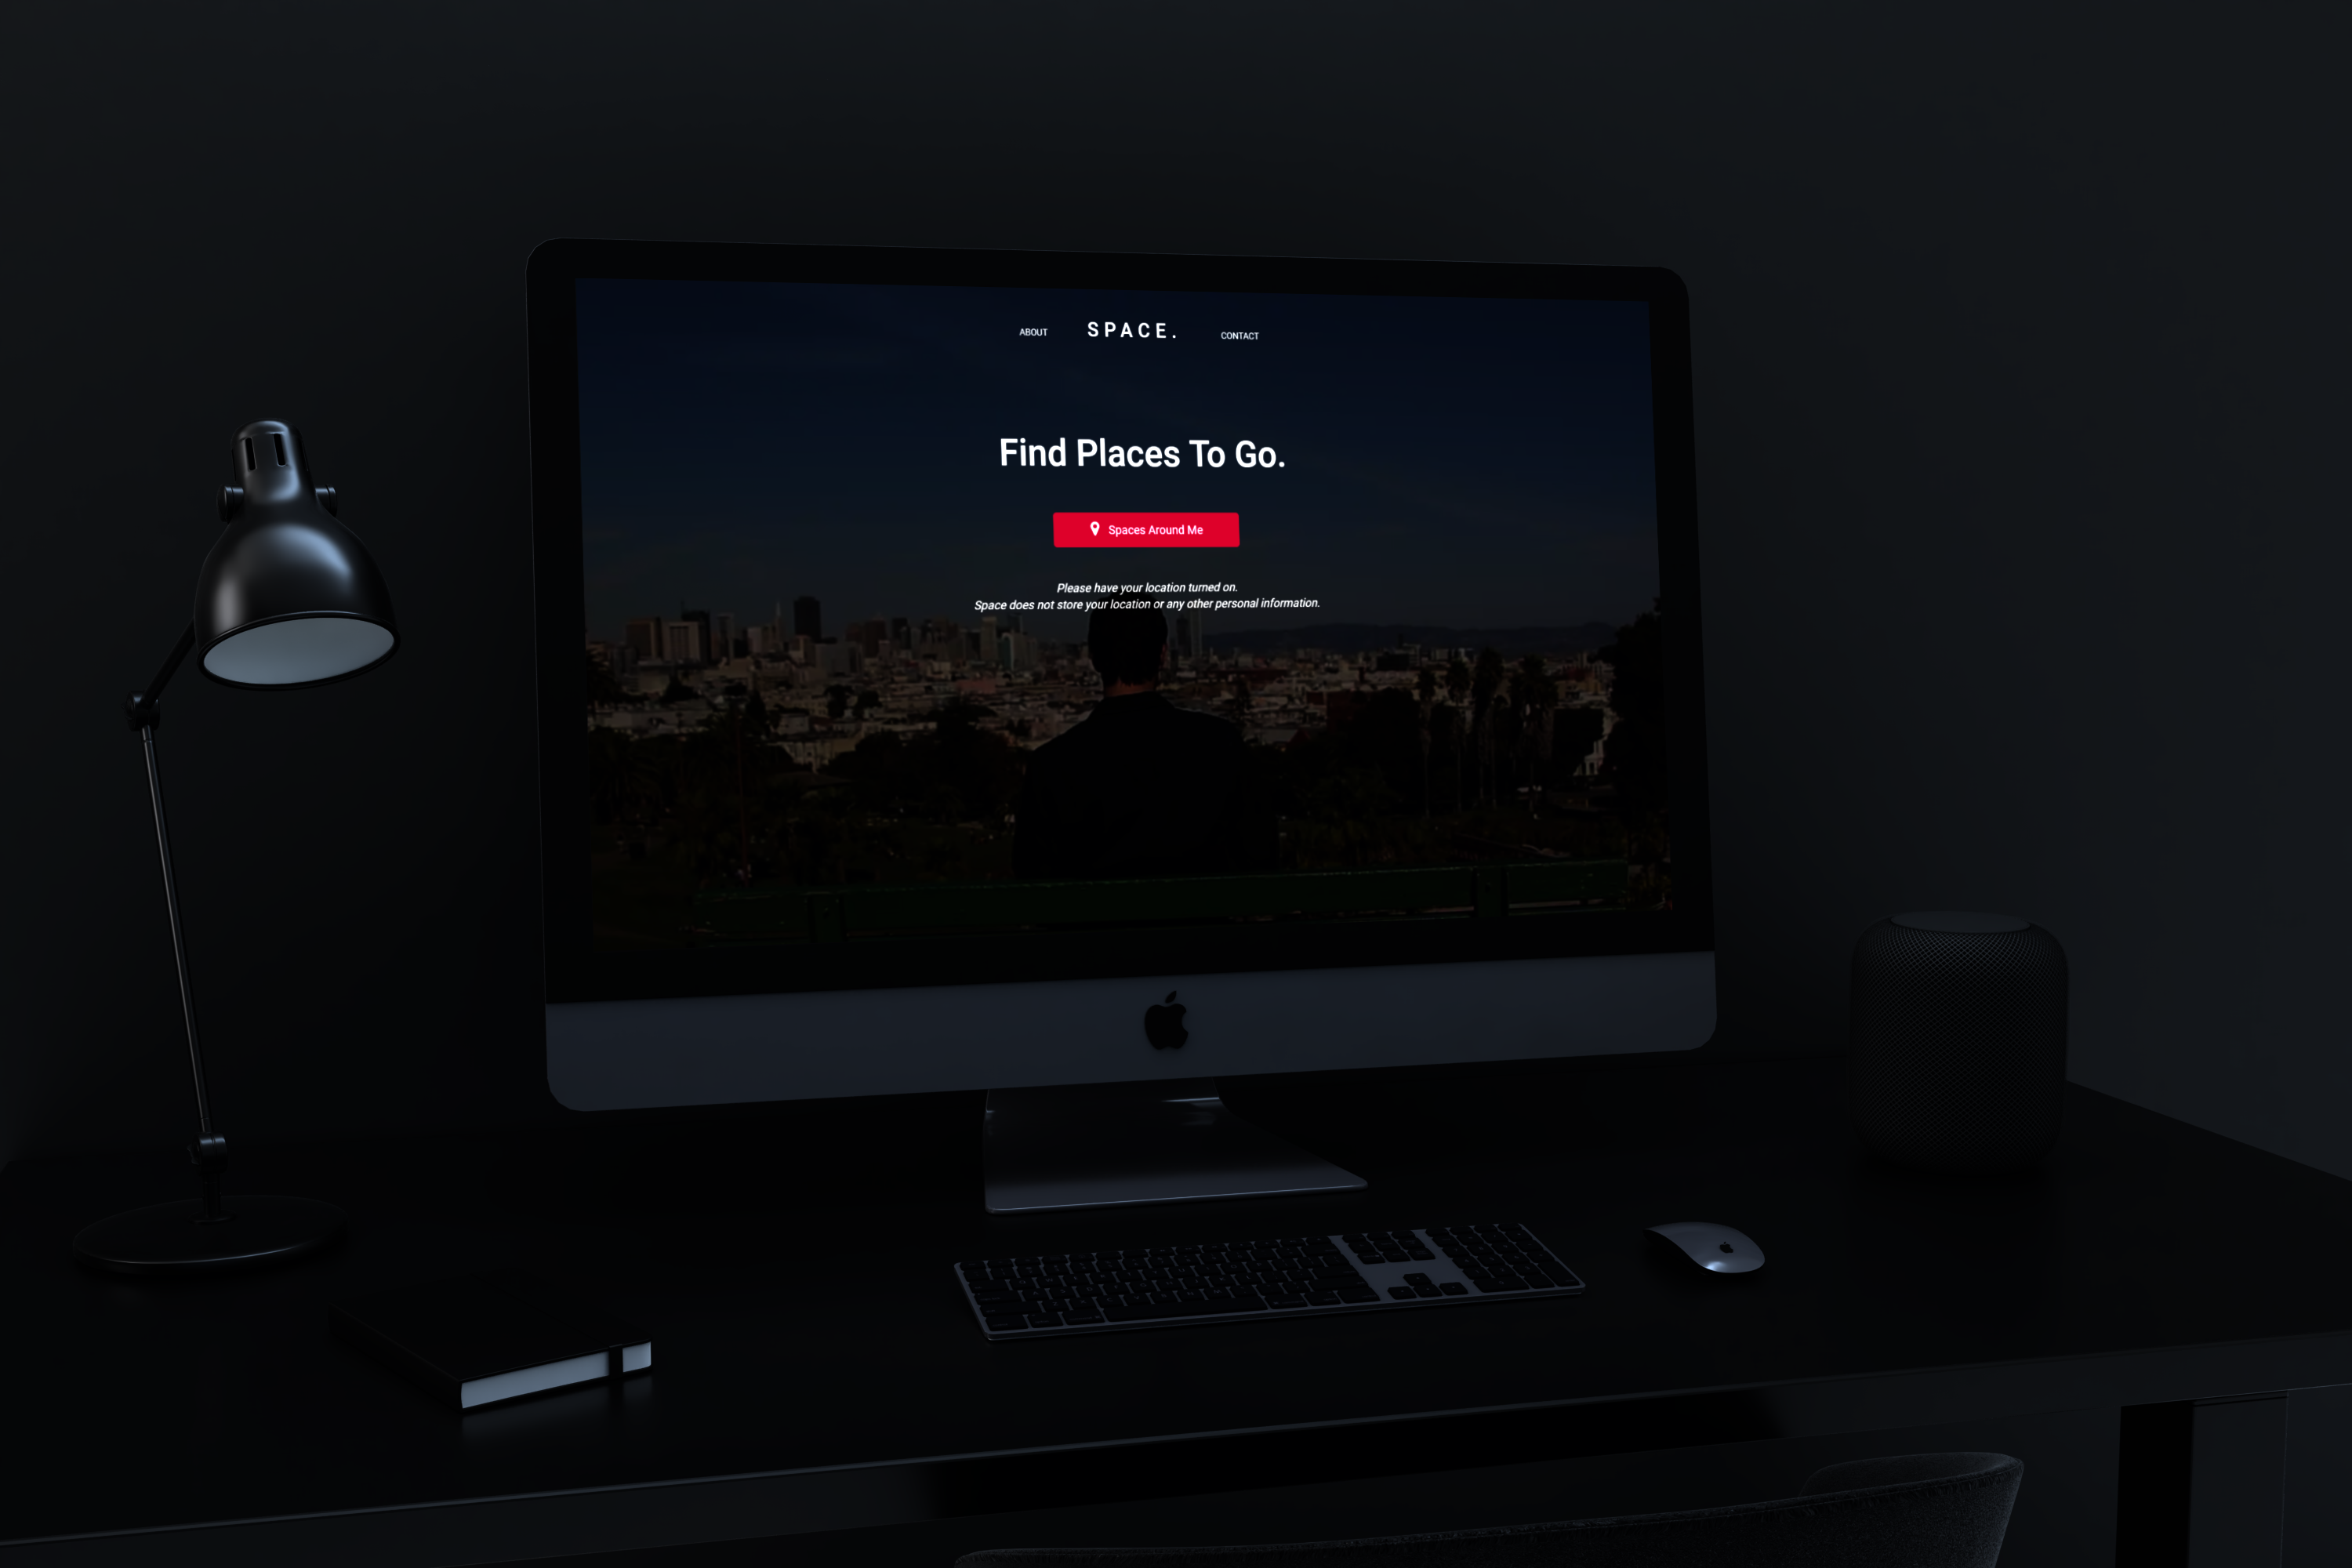 ABOUT SPACE. CONTACT
Find Places To Go.
Spaces Around Me
Please have your location turned on.
Space does not store your location or any other personal information.